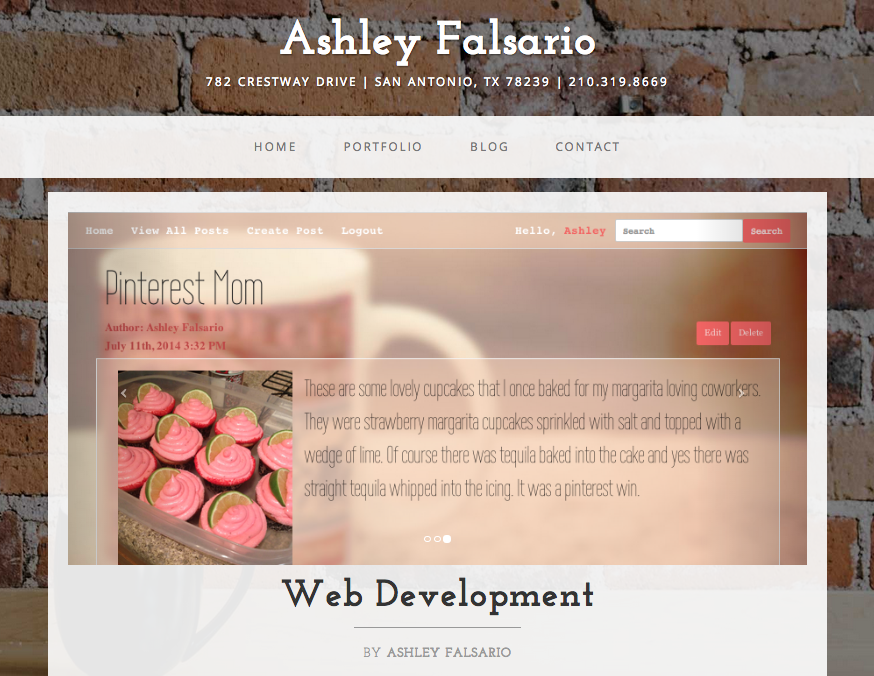 Ashley Falsario
782 CRESTWAY DRIVE | SAN ANTONIO, TX 78239 | 210.319.8669
HOME PORTFOLIO BLOG CONTACT
Home View All Posts Create Post Logout Hello, Ashley Search Search
Pinterest Mom
Author: Ashley Falsario
July 11th, 2014 3:32 PM
Edit Delete
These are some lovely cupcakes that I once baked for my margarita loving coworkers.
They were strawberry margarita cupcakes sprinkled with salt and topped with a
wedge of lime. Of course there was tequila baked into the cake and yes there was
straight tequila whipped into the icing. It was a pinterest win.
Web Development
BY ASHLEY FALSARIO